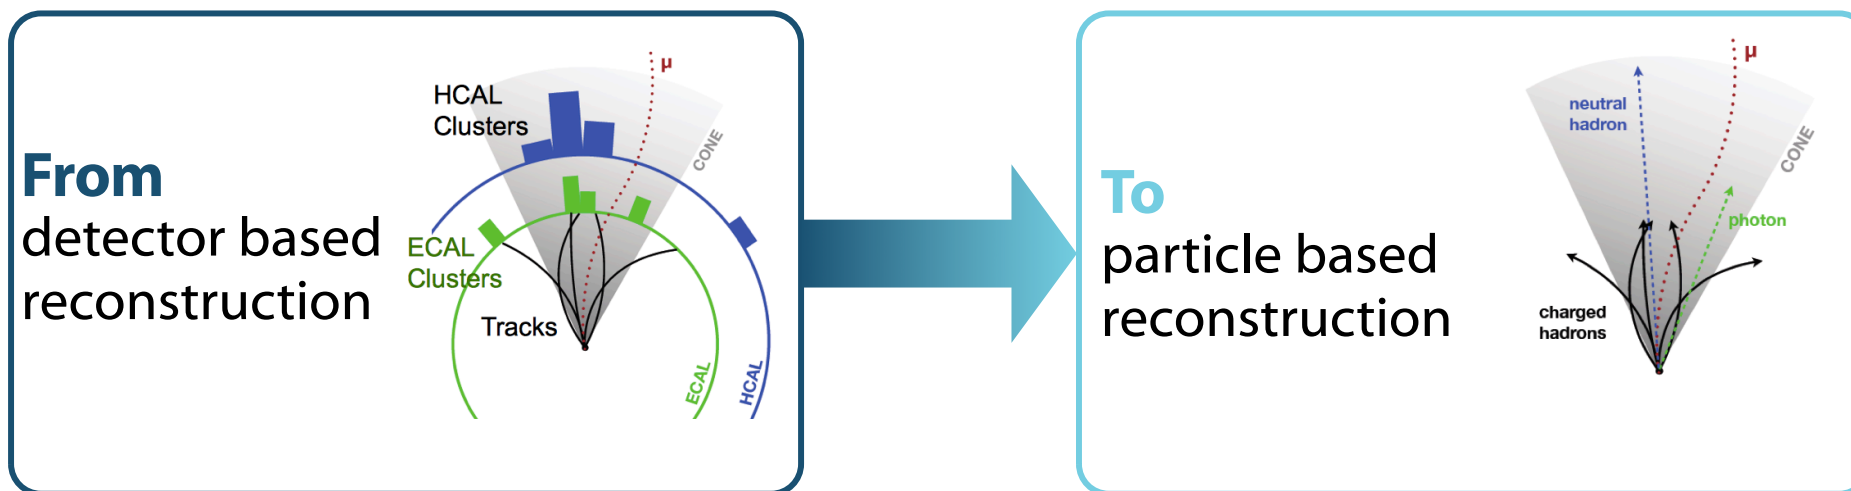 From
detector based
reconstruction
HCAL
Clusters
μ
CONE
ECAL
Clusters
Tracks
ECAL
HCAL
To
particle based
reconstruction
neutral
hadron
μ
CONE
photon
charged
hadrons